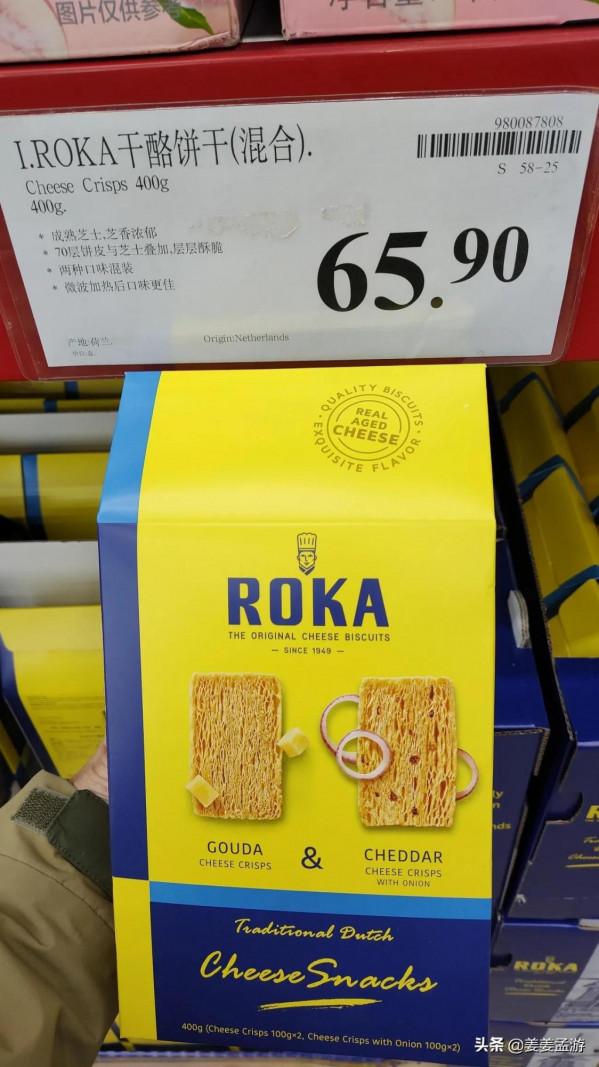 图片仅供参考
I.ROKA干酪饼干(混合).
Cheese Crisps 400g
400g.
980087808
S 58-25
* 成熟芝士,芝香浓郁
* 70层饼皮与芝士叠加,层层酥脆
* 两种口味混装
* 微波加热后口味更佳
65.90
产地:荷兰.
Origin:Netherlands
单位:盒.
· QUALITY BISCUITS ·
REAL
AGED
CHEESE
EXQUISITE FLAVOR
ROKA
THE ORIGINAL CHEESE BISCUITS
— SINCE 1949 —
GOUDA
CHEESE CRISPS
&
CHEDDAR
CHEESE CRISPS
WITH ONION
Traditional Dutch
Cheese Snacks
400g (Cheese Crisps 100g×2, Cheese Crisps with Onion 100g×2)
ROKA
头条 @姜姜孟游